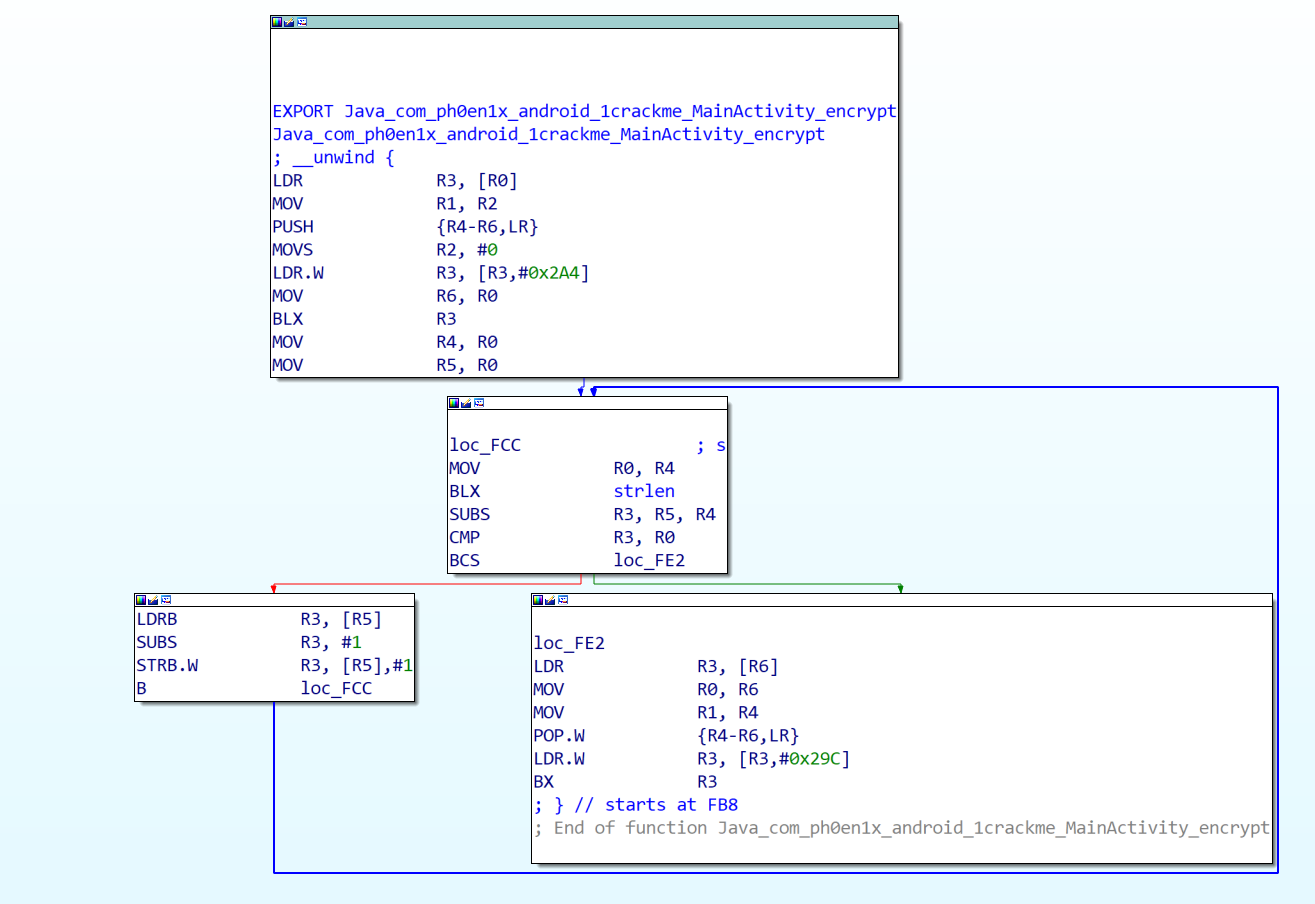 EXPORT Java_com_ph0en1x_android_1crackme_MainActivity_encrypt
Java_com_ph0en1x_android_1crackme_MainActivity_encrypt
; __unwind {
LDR R3, [R0]
MOV R1, R2
PUSH {R4-R6,LR}
MOVS R2, #0
LDR.W R3, [R3,#0x2A4]
MOV R6, R0
BLX R3
MOV R4, R0
MOV R5, R0
loc_FCC ; s
MOV R0, R4
BLX strlen
SUBS R3, R5, R4
CMP R3, R0
BCS loc_FE2
LDRB R3, [R5]
SUBS R3, #1
STRB.W R3, [R5],#1
B loc_FCC
loc_FE2
LDR R3, [R6]
MOV R0, R6
MOV R1, R4
POP.W {R4-R6,LR}
LDR.W R3, [R3,#0x29C]
BX R3
; } // starts at FB8
; End of function Java_com_ph0en1x_android_1crackme_MainActivity_encrypt